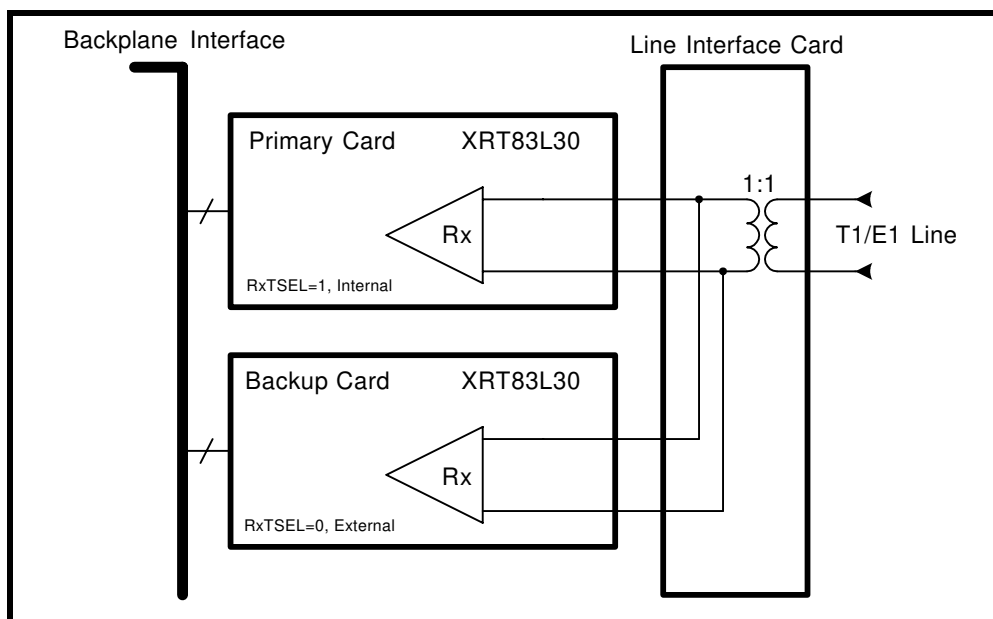 Backplane Interface
Line Interface Card
Primary Card XRT83L30
1:1
Rx
T1/E1 Line
RxTSEL=1, Internal
Backup Card XRT83L30
Rx
RxTSEL=0, External